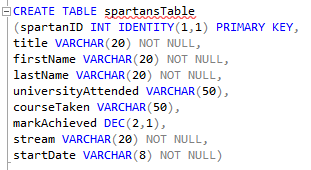 CREATE TABLE spartansTable
(spartanID INT IDENTITY(1,1) PRIMARY KEY,
title VARCHAR(20) NOT NULL,
firstName VARCHAR(20) NOT NULL,
lastName VARCHAR(20) NOT NULL,
universityAttended VARCHAR(50),
courseTaken VARCHAR(50),
markAchieved DEC(2,1),
stream VARCHAR(20) NOT NULL,
startDate VARCHAR(8) NOT NULL)